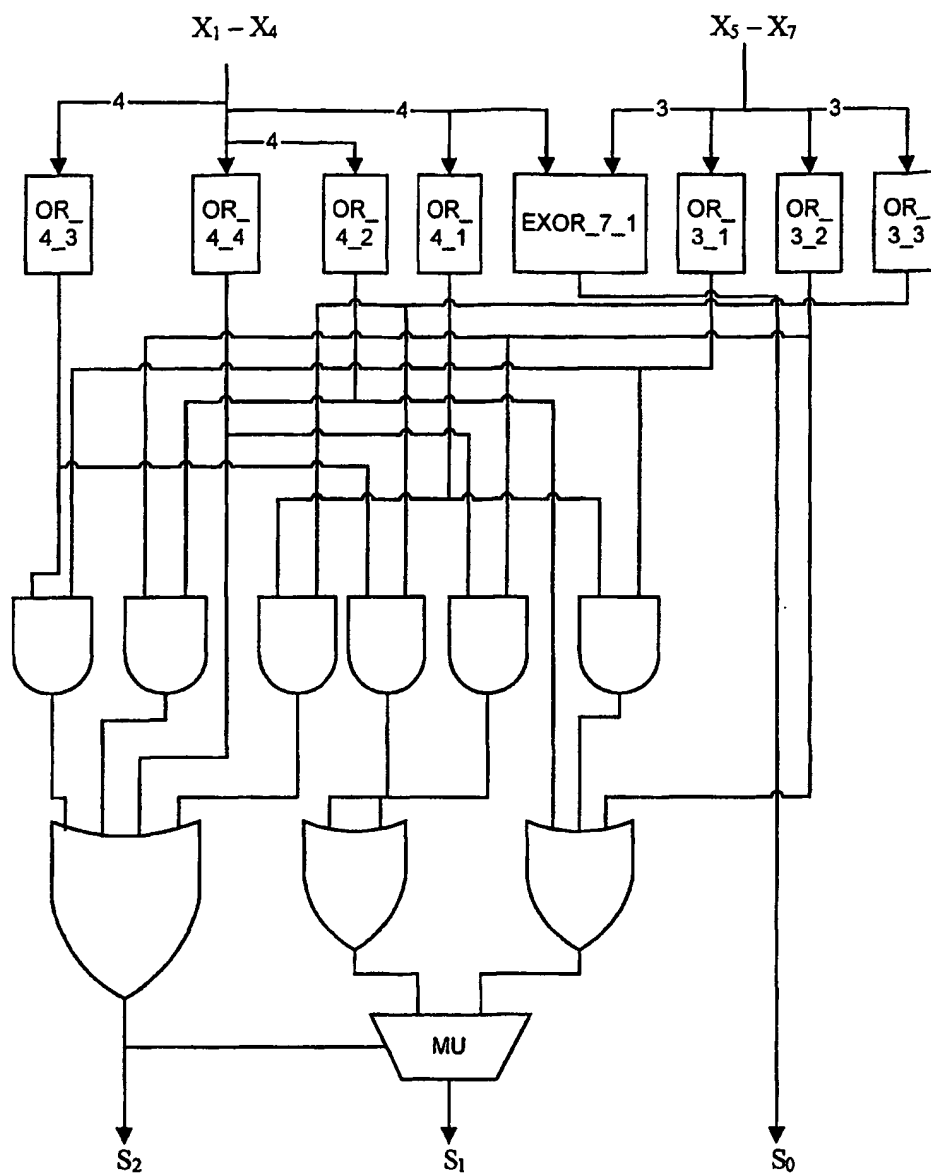 X₁ – X₄
X₅ – X₇
4
4
3
3
4
OR_
4_3
OR_
4_4
OR_
4_2
OR_
4_1
EXOR_7_1
OR_
3_1
OR_
3_2
OR_
3_3
MU
S₂
S₁
S₀